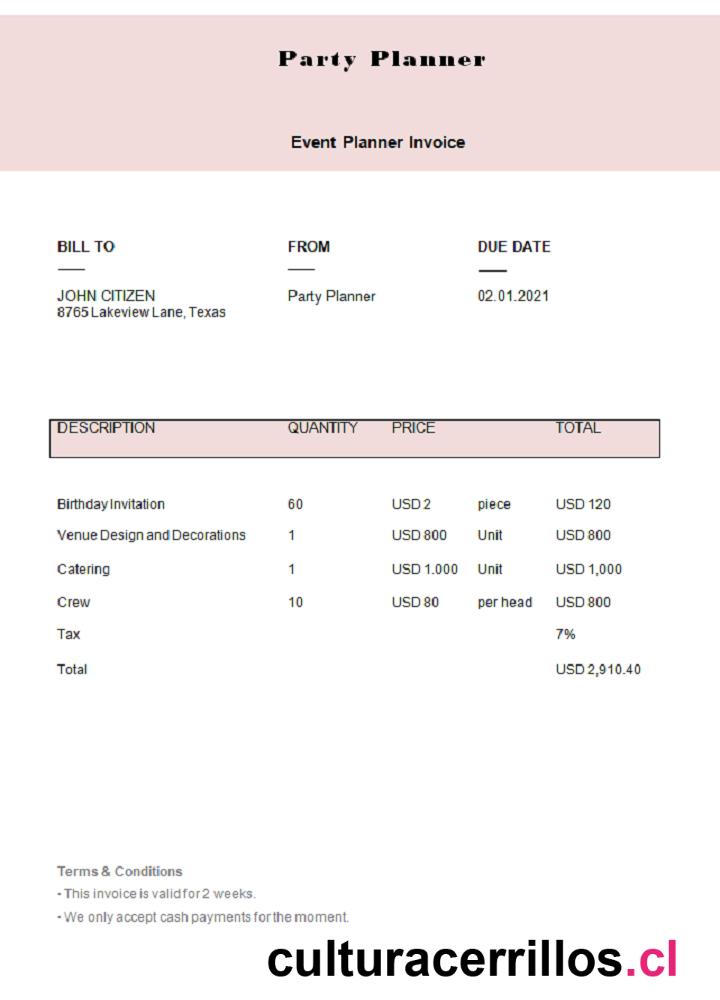 Party Planner
Event Planner Invoice
BILL TO FROM DUE DATE
JOHN CITIZEN Party Planner 02.01.2021
8765 Lakeview Lane, Texas
DESCRIPTION QUANTITY PRICE TOTAL
Birthday Invitation 60 USD 2 piece USD 120
Venue Design and Decorations 1 USD 800 Unit USD 800
Catering 1 USD 1.000 Unit USD 1,000
Crew 10 USD 80 per head USD 800
Tax 7%
Total USD 2,910.40
Terms & Conditions
- This invoice is valid for 2 weeks.
- We only accept cash payments for the moment.
culturacerrillos.cl